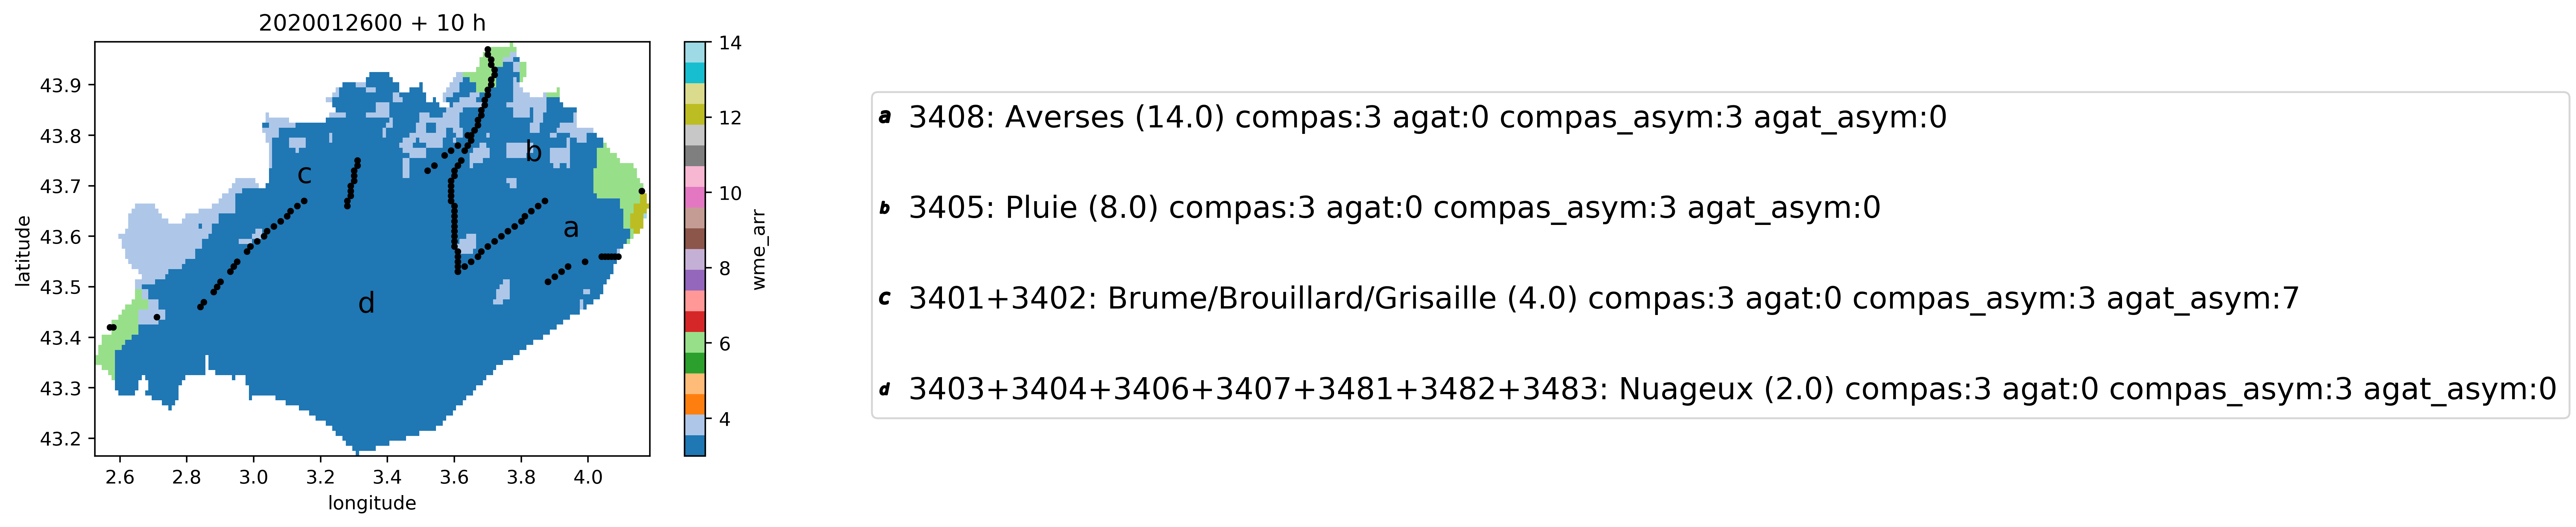 2020012600 + 10 h
43.9
43.8
43.7
43.6
43.5
43.4
43.3
43.2
latitude
2.6 2.8 3.0 3.2 3.4 3.6 3.8 4.0
longitude
a
b
c
d
14
12
10
8
6
4
wme_arr
a 3408: Averses (14.0) compas:3 agat:0 compas_asym:3 agat_asym:0
b 3405: Pluie (8.0) compas:3 agat:0 compas_asym:3 agat_asym:0
c 3401+3402: Brume/Brouillard/Grisaille (4.0) compas:3 agat:0 compas_asym:3 agat_asym:7
d 3403+3404+3406+3407+3481+3482+3483: Nuageux (2.0) compas:3 agat:0 compas_asym:3 agat_asym:0